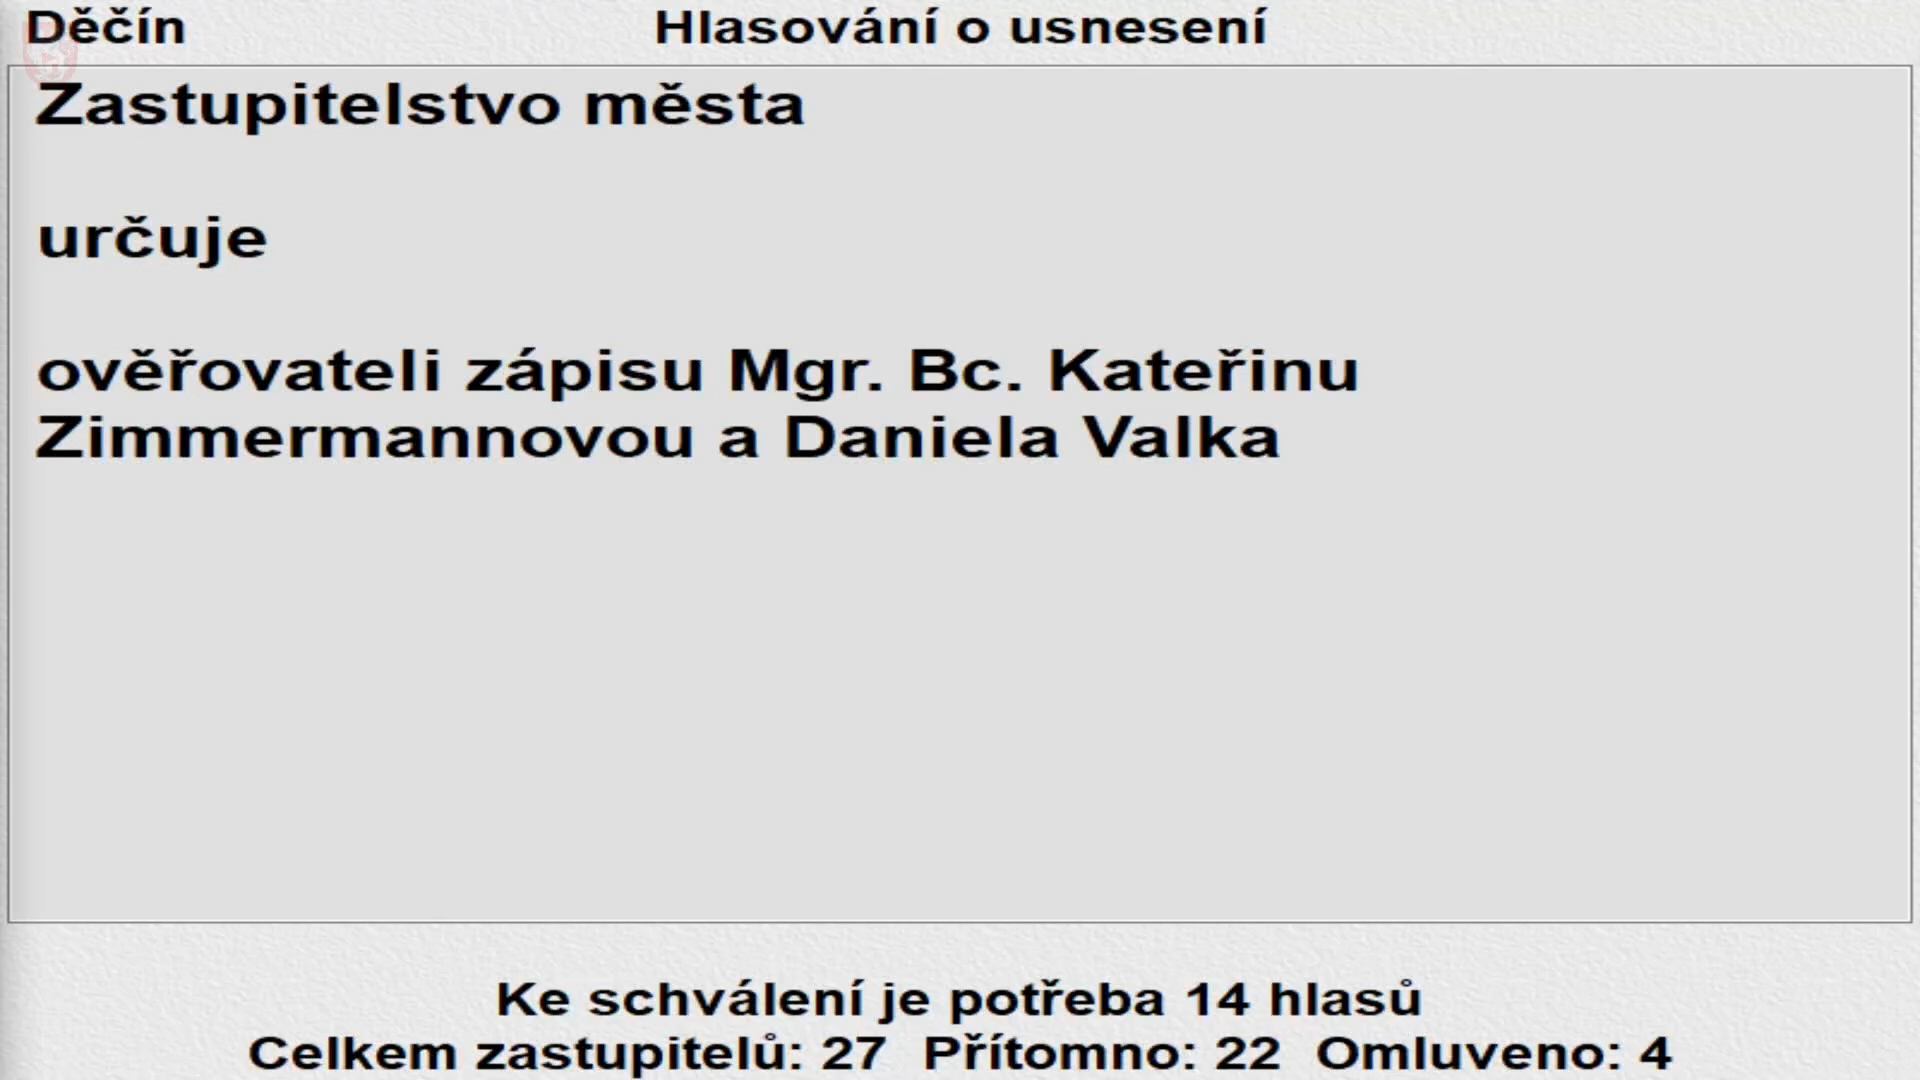 Děčín
Hlasování o usnesení
Zastupitelstvo města
určuje
ověřovateli zápisu Mgr. Bc. Kateřinu
Zimmermannovou a Daniela Valka
Ke schválení je potřeba 14 hlasů
Celkem zastupitelů: 27 Přítomno: 22 Omluveno: 4